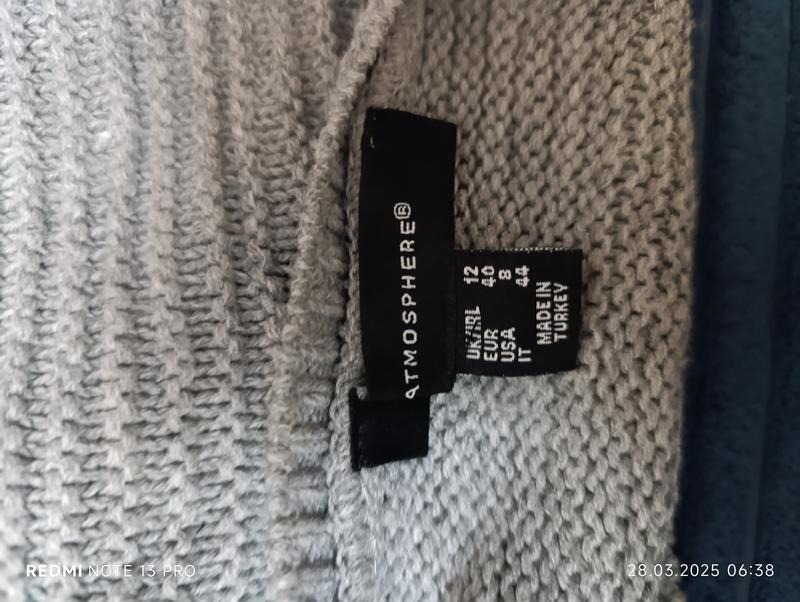 ATMOSPHERE®
UK/IRL 12
EUR 40
USA 8
IT 44
MADE IN
TURKEY
REDMI NOTE 13 PRO
28.03.2025 06:38